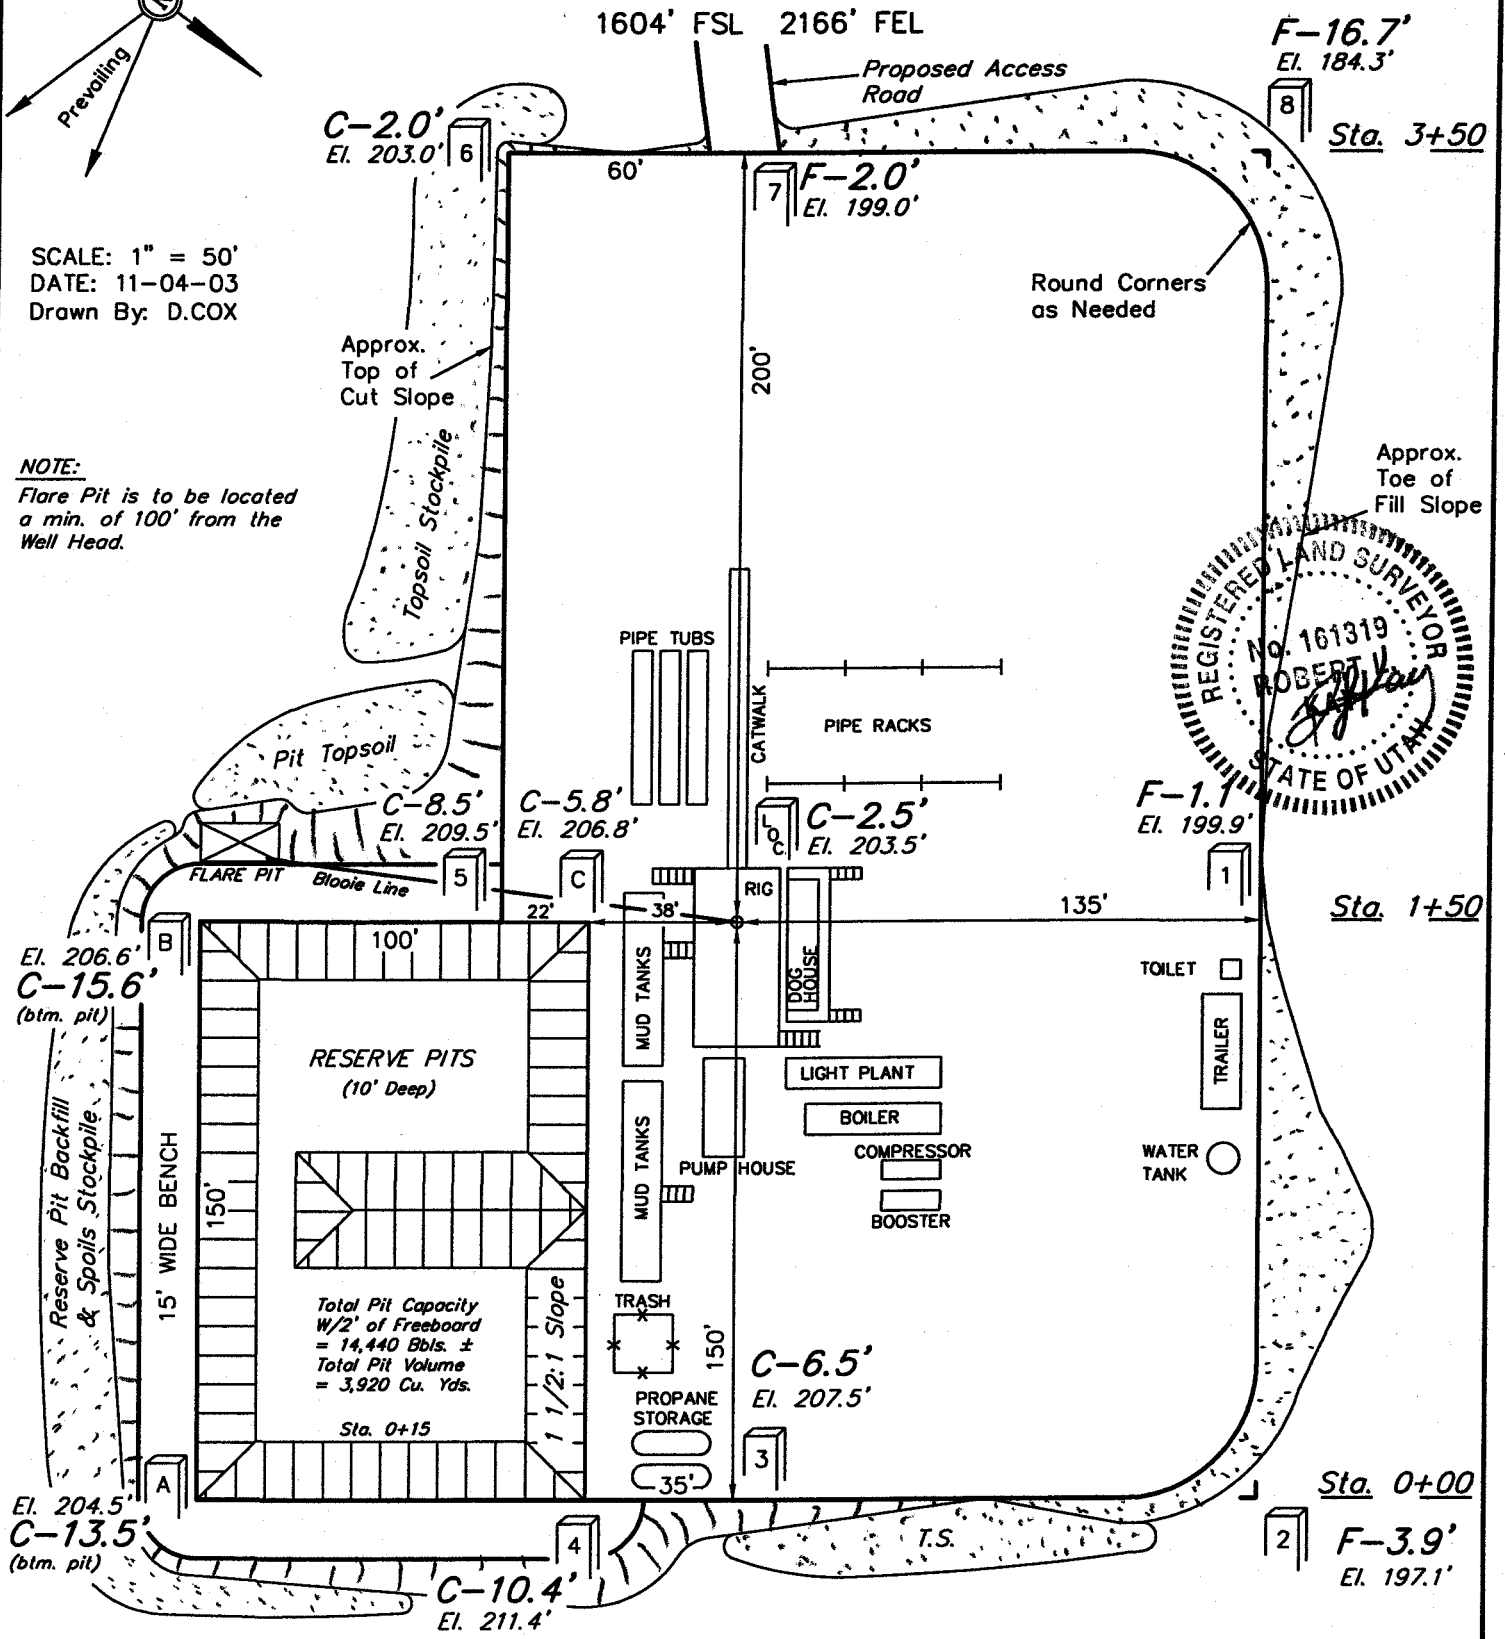 1604' FSL 2166' FEL
Prevailing
F-16.7'
El. 184.3'
8
Sta. 3+50
Proposed Access
Road
C-2.0'
El. 203.0'
6
60'
7
F-2.0'
El. 199.0'
SCALE: 1" = 50'
DATE: 11-04-03
Drawn By: D.COX
Round Corners
as Needed
Approx.
Top of
Cut Slope
200'
Topsoil Stockpile
NOTE:
Flare Pit is to be located
a min. of 100' from the
Well Head.
Approx.
Toe of
Fill Slope
REGISTERED LAND SURVEYOR
No. 161319
ROBERT L.
KAY
STATE OF UTAH
PIPE TUBS
CATWALK
PIPE RACKS
Pit Topsoil
C-8.5'
El. 209.5'
5
C-5.8'
El. 206.8'
C
LOC.
C-2.5'
El. 203.5'
F-1.1'
El. 199.9'
1
FLARE PIT
Blooie Line
RIG
22'
38'
135'
Sta. 1+50
B
El. 206.6'
C-15.6'
(btm. pit)
100'
MUD TANKS
DOG
HOUSE
TOILET
TRAILER
RESERVE PITS
(10' Deep)
LIGHT PLANT
BOILER
COMPRESSOR
BOOSTER
PUMP HOUSE
MUD TANKS
WATER
TANK
Reserve Pit Backfill
& Spoils Stockpile
15' WIDE BENCH
150'
Total Pit Capacity
W/2' of Freeboard
= 14,440 Bbls. ±
Total Pit Volume
= 3,920 Cu. Yds.
Sta. 0+15
1 1/2:1 Slope
TRASH
150'
C-6.5'
El. 207.5'
PROPANE
STORAGE
35'
3
A
El. 204.5'
C-13.5'
(btm. pit)
4
C-10.4'
El. 211.4'
T.S.
Sta. 0+00
2
F-3.9'
El. 197.1'